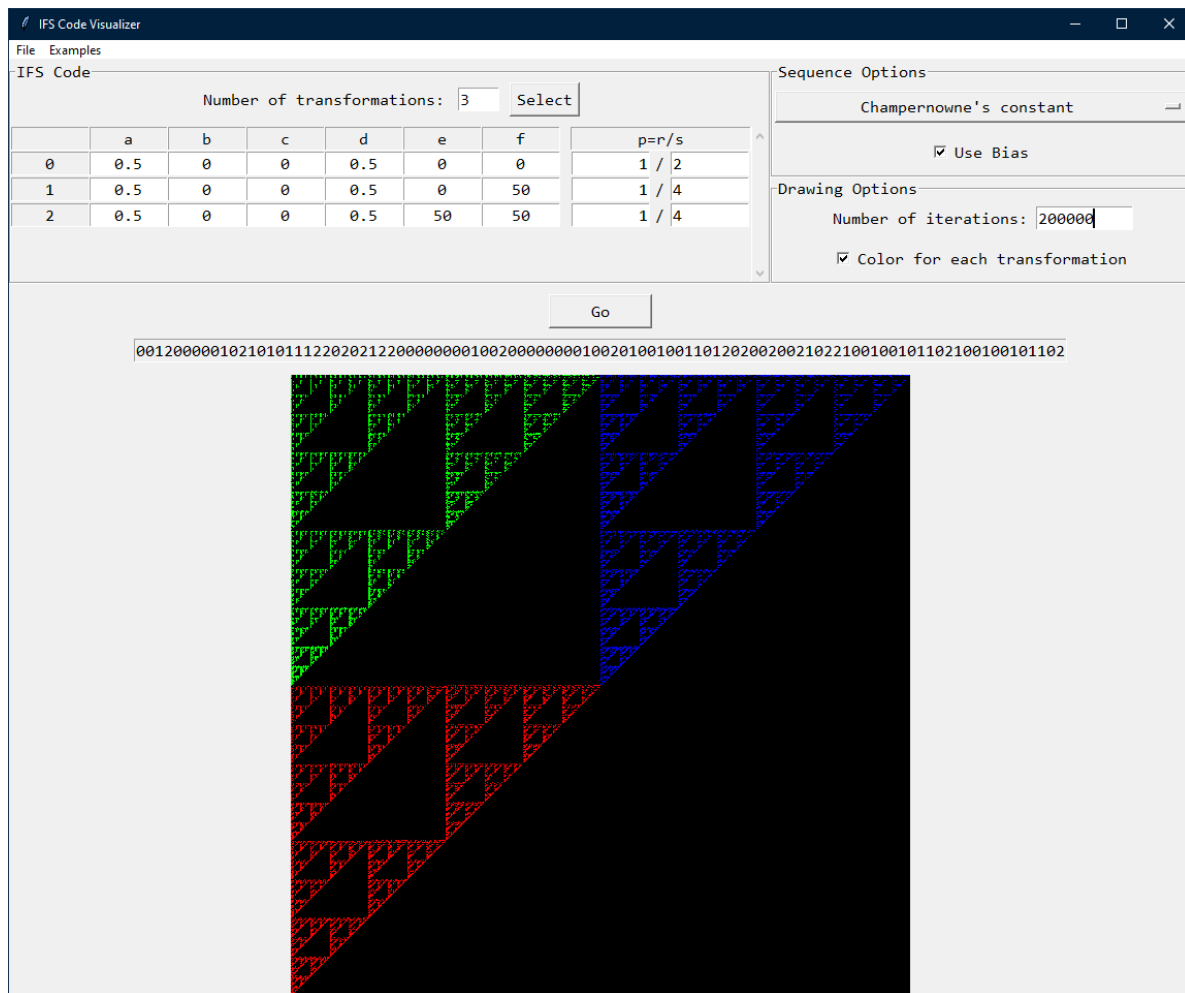 IFS Code Visualizer
File Examples
IFS Code
Number of transformations: 3 Select
a b c d e f p=r/s
0 0.5 0 0 0.5 0 0 1 / 2
1 0.5 0 0 0.5 0 50 1 / 4
2 0.5 0 0 0.5 50 50 1 / 4
Sequence Options
Champernowne's constant
Use Bias
Drawing Options
Number of iterations: 200000
Color for each transformation
Go
001200000102101011122020212200000000100200000000100201001001101202002002102210010010110210010010110​2